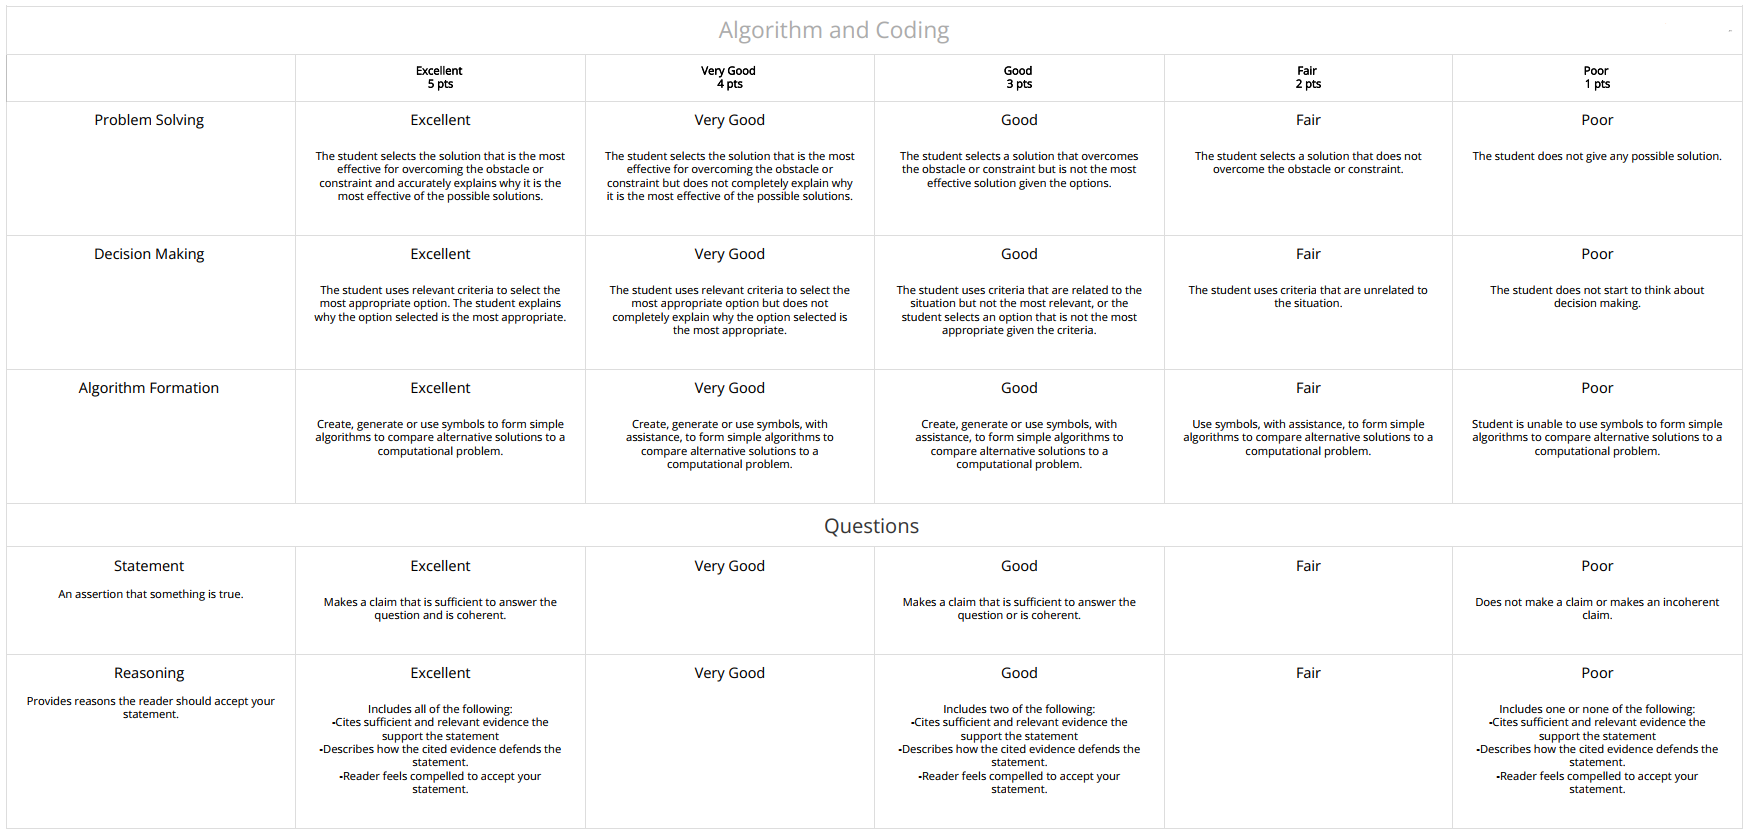 Algorithm and Coding
-
Excellent
5 pts
Very Good
4 pts
Good
3 pts
Fair
2 pts
Poor
1 pts
Problem Solving
Excellent
The student selects the solution that is the most
effective for overcoming the obstacle or
constraint and accurately explains why it is the
most effective of the possible solutions.
Very Good
The student selects the solution that is the most
effective for overcoming the obstacle or
constraint but does not completely explain why
it is the most effective of the possible solutions.
Good
The student selects a solution that overcomes
the obstacle or constraint but is not the most
effective solution given the options.
Fair
The student selects a solution that does not
overcome the obstacle or constraint.
Poor
The student does not give any possible solution.
Decision Making
Excellent
The student uses relevant criteria to select the
most appropriate option. The student explains
why the option selected is the most appropriate.
Very Good
The student uses relevant criteria to select the
most appropriate option but does not
completely explain why the option selected is
the most appropriate.
Good
The student uses criteria that are related to the
situation but not the most relevant, or the
student selects an option that is not the most
appropriate given the criteria.
Fair
The student uses criteria that are unrelated to
the situation.
Poor
The student does not start to think about
decision making.
Algorithm Formation
Excellent
Create, generate or use symbols to form simple
algorithms to compare alternative solutions to a
computational problem.
Very Good
Create, generate or use symbols, with
assistance, to form simple algorithms to
compare alternative solutions to a
computational problem.
Good
Create, generate or use symbols, with
assistance, to form simple algorithms to
compare alternative solutions to a
computational problem.
Fair
Use symbols, with assistance, to form simple
algorithms to compare alternative solutions to a
computational problem.
Poor
Student is unable to use symbols to form simple
algorithms to compare alternative solutions to a
computational problem.
Questions
Statement
An assertion that something is true.
Excellent
Makes a claim that is sufficient to answer the
question and is coherent.
Very Good
Good
Makes a claim that is sufficient to answer the
question or is coherent.
Fair
Poor
Does not make a claim or makes an incoherent
claim.
Reasoning
Provides reasons the reader should accept your
statement.
Excellent
Includes all of the following:
-Cites sufficient and relevant evidence the
support the statement
-Describes how the cited evidence defends the
statement.
-Reader feels compelled to accept your
statement.
Very Good
Good
Includes two of the following:
-Cites sufficient and relevant evidence the
support the statement
-Describes how the cited evidence defends the
statement.
-Reader feels compelled to accept your
statement.
Fair
Poor
Includes one or none of the following:
-Cites sufficient and relevant evidence the
support the statement
-Describes how the cited evidence defends the
statement.
-Reader feels compelled to accept your
statement.